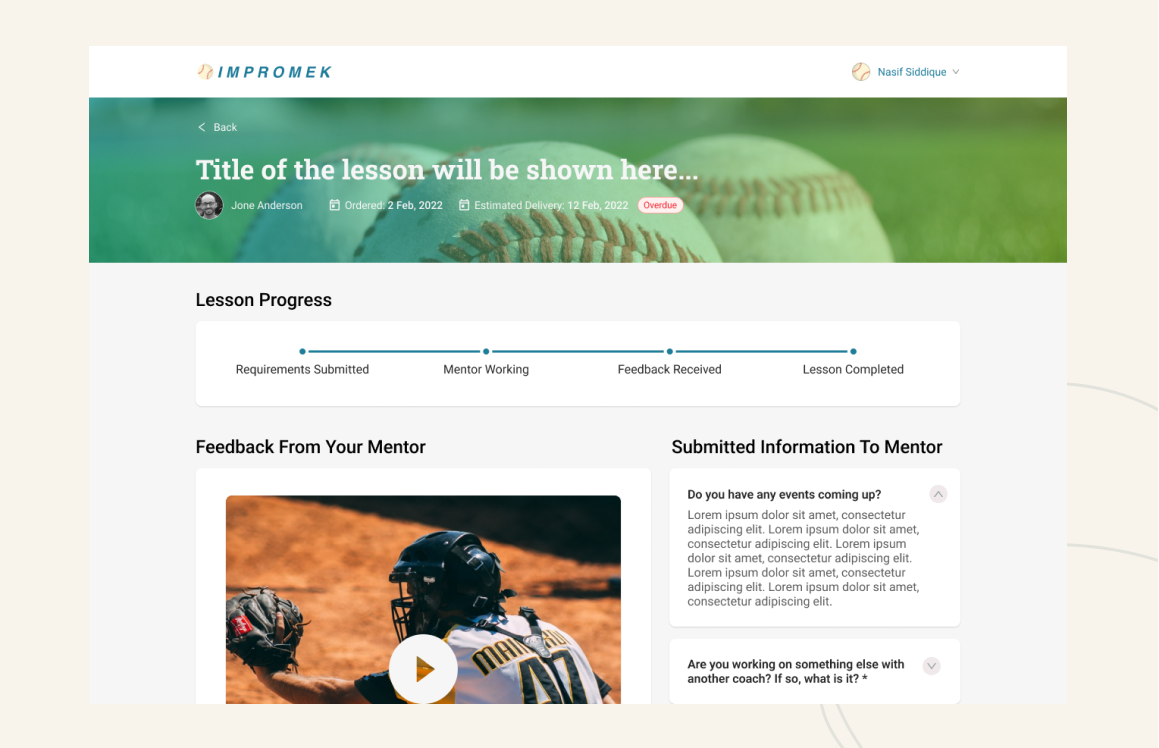 IMPROMEK
Nasif Siddique
Back
Title of the lesson will be shown here...
Jone Anderson Ordered: 2 Feb, 2022 Estimated Delivery: 12 Feb, 2022 Overdue
Lesson Progress
Requirements Submitted Mentor Working Feedback Received Lesson Completed
Feedback From Your Mentor
Submitted Information To Mentor
Do you have any events coming up?
Lorem ipsum dolor sit amet, consectetur
adipiscing elit. Lorem ipsum dolor sit amet,
consectetur adipiscing elit. Lorem ipsum
dolor sit amet, consectetur adipiscing elit.
Lorem ipsum dolor sit amet, consectetur
adipiscing elit. Lorem ipsum dolor sit amet,
consectetur adipiscing elit.
Are you working on something else with
another coach? If so, what is it? *